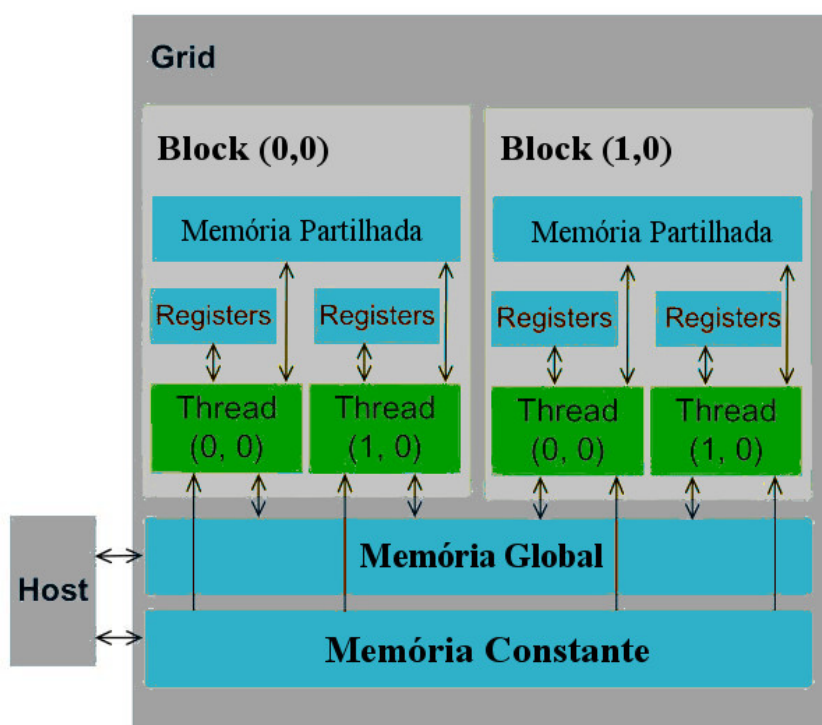 Grid
Block (0,0)
Memória Partilhada
Registers
Registers
Thread
(0, 0)
Thread
(1, 0)
Block (1,0)
Memória Partilhada
Registers
Registers
Thread
(0, 0)
Thread
(1, 0)
Host
Memória Global
Memória Constante